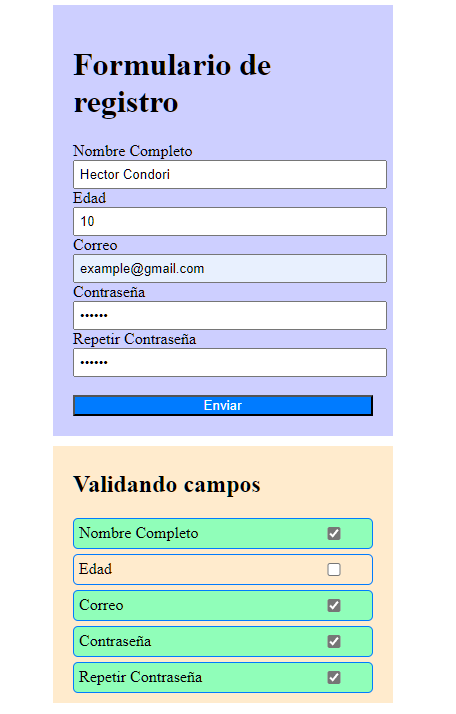 Formulario de
registro
Nombre Completo
Hector Condori
Edad
10
Correo
example@gmail.com
Contraseña
••••••
Repetir Contraseña
••••••
Enviar
Validando campos
Nombre Completo
Edad
Correo
Contraseña
Repetir Contraseña